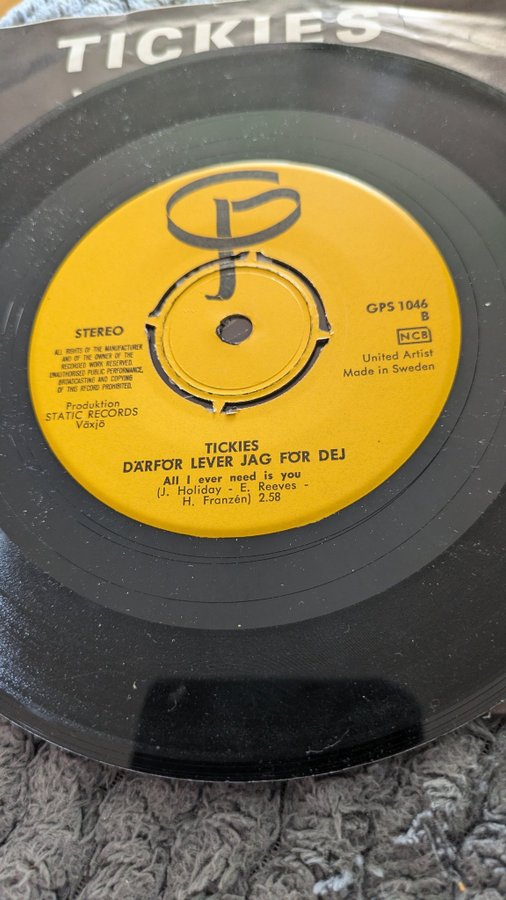 TICKIES
STEREO
ALL RIGHTS OF THE MANUFACTURER
AND OF THE OWNER OF THE
RECORDED WORK RESERVED.
UNAUTHORISED PUBLIC PERFORMANCE,
BROADCASTING AND COPYING
OF THIS RECORD PROHIBITED.
Produktion
STATIC RECORDS
Växjö
GPS 1046
B
NCB
United Artist
Made in Sweden
TICKIES
DÄRFÖR LEVER JAG FÖR DEJ
All I ever need is you
(J. Holiday - E. Reeves -
H. Franzén) 2.58